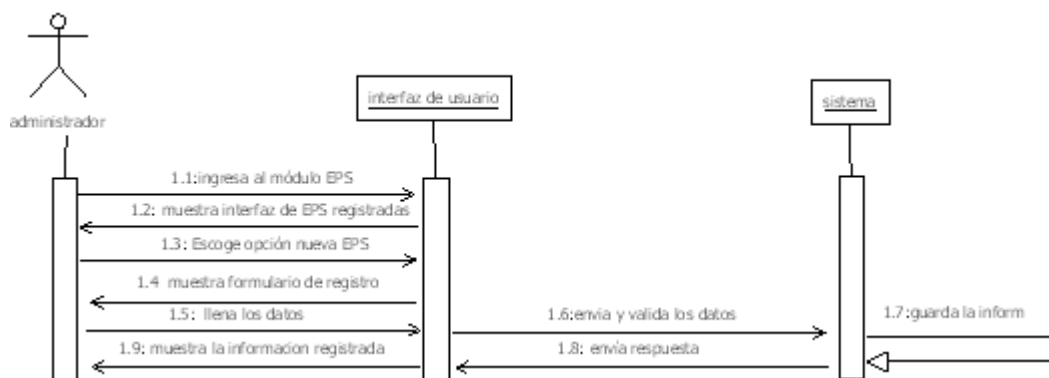 interfaz de usuario
sistema
administrador
1.1:ingresa al módulo EPS
1.2: muestra interfaz de EPS registradas
1.3: Escoge opción nueva EPS
1.4 muestra formulario de registro
1.5: llena los datos
1.6:envia y valida los datos
1.7:guarda la inform
1.9: muestra la informacion registrada
1.8: envía respuesta